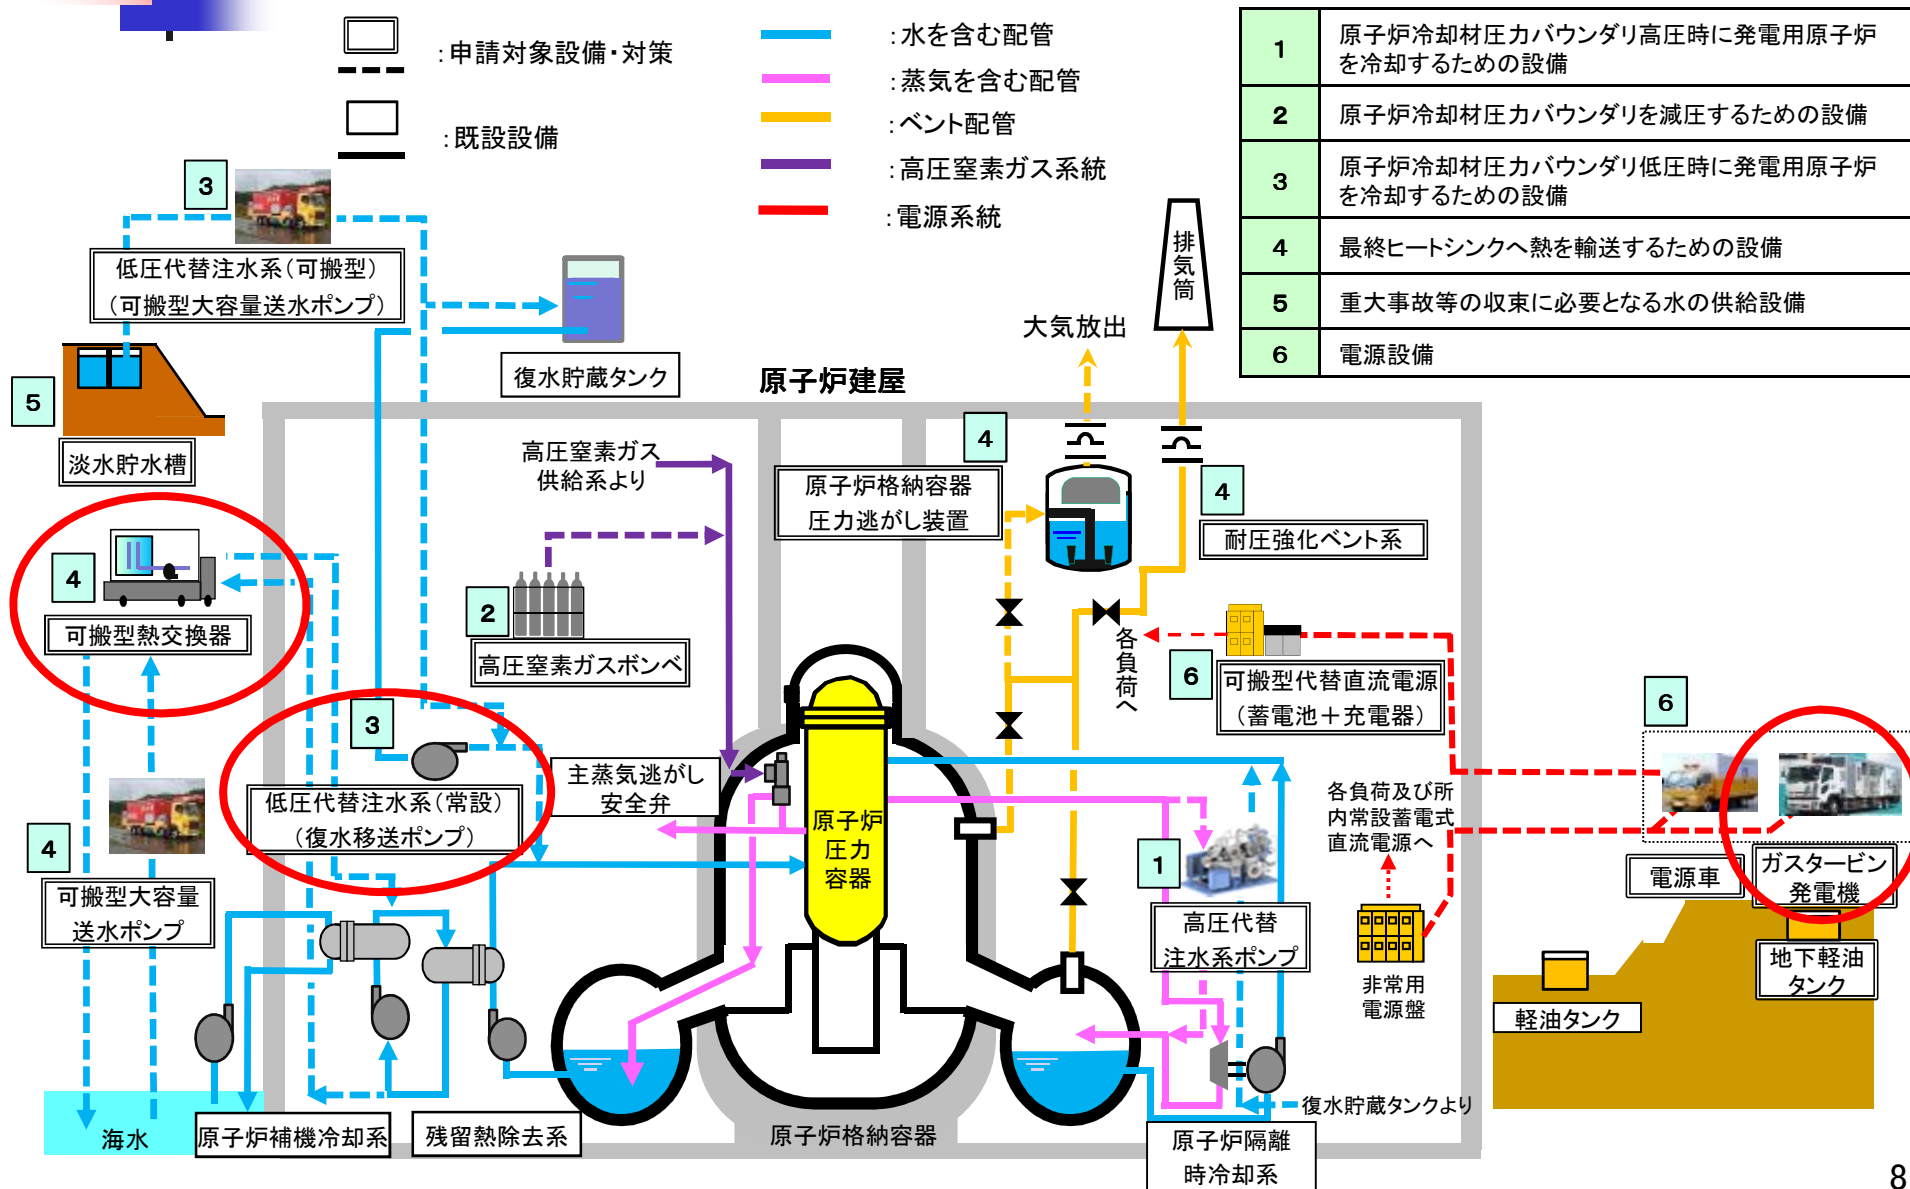 :申請対象設備・対策
:既設設備
:水を含む配管
:蒸気を含む配管
:ベント配管
:高圧窒素ガス系統
:電源系統
1
原子炉冷却材圧力バウンダリ高圧時に発電用原子炉
を冷却するための設備
2
原子炉冷却材圧力バウンダリを減圧するための設備
3
原子炉冷却材圧力バウンダリ低圧時に発電用原子炉
を冷却するための設備
4
最終ヒートシンクへ熱を輸送するための設備
5
重大事故等の収束に必要となる水の供給設備
6
電源設備
3
低圧代替注水系(可搬型)
(可搬型大容量送水ポンプ)
復水貯蔵タンク
5
淡水貯水槽
原子炉建屋
大気放出
排気筒
高圧窒素ガス
供給系より
4
原子炉格納容器
圧力逃がし装置
4
耐圧強化ベント系
4
可搬型熱交換器
2
高圧窒素ガスボンベ
各負荷へ
6
可搬型代替直流電源
(蓄電池+充電器)
3
低圧代替注水系(常設)
(復水移送ポンプ)
主蒸気逃がし
安全弁
原子炉
圧力
容器
各負荷及び所
内常設蓄電式
直流電源へ
6
電源車
ガスタービン
発電機
4
可搬型大容量
送水ポンプ
1
高圧代替
注水系ポンプ
非常用
電源盤
軽油タンク
地下軽油
タンク
海水
原子炉補機冷却系
残留熱除去系
原子炉格納容器
復水貯蔵タンクより
原子炉隔離
時冷却系
8